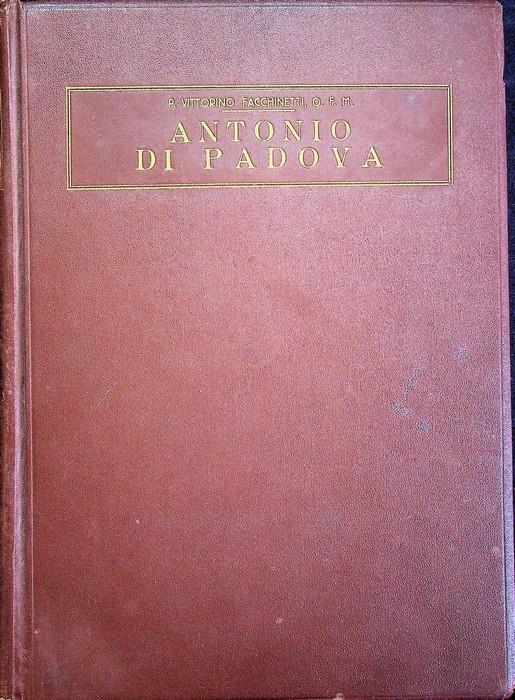 P. VITTORINO FACCHINETTI, O. F. M.
ANTONIO
DI PADOVA